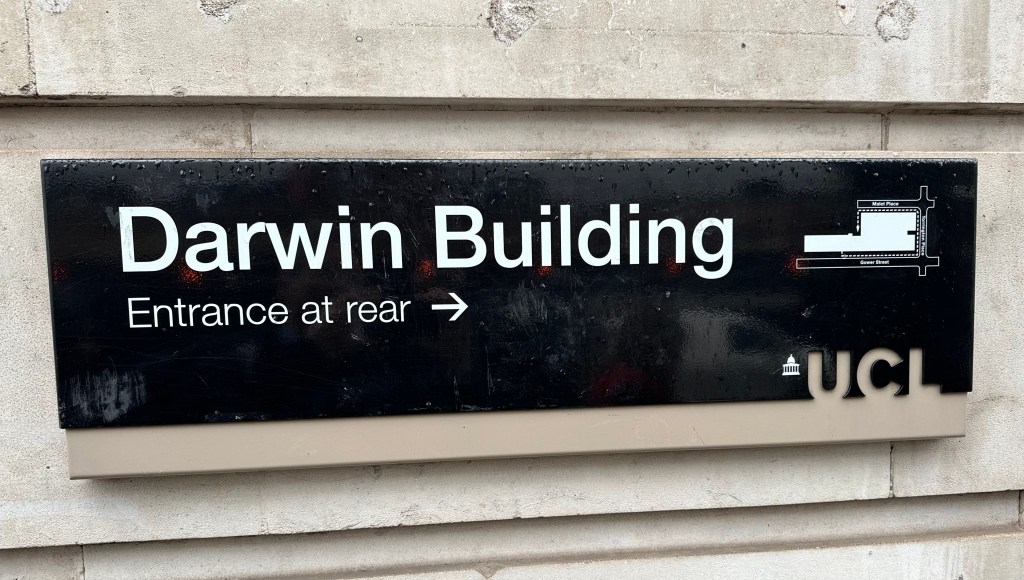 Darwin Building
Entrance at rear →
Malet Place
Gower Street
UCL